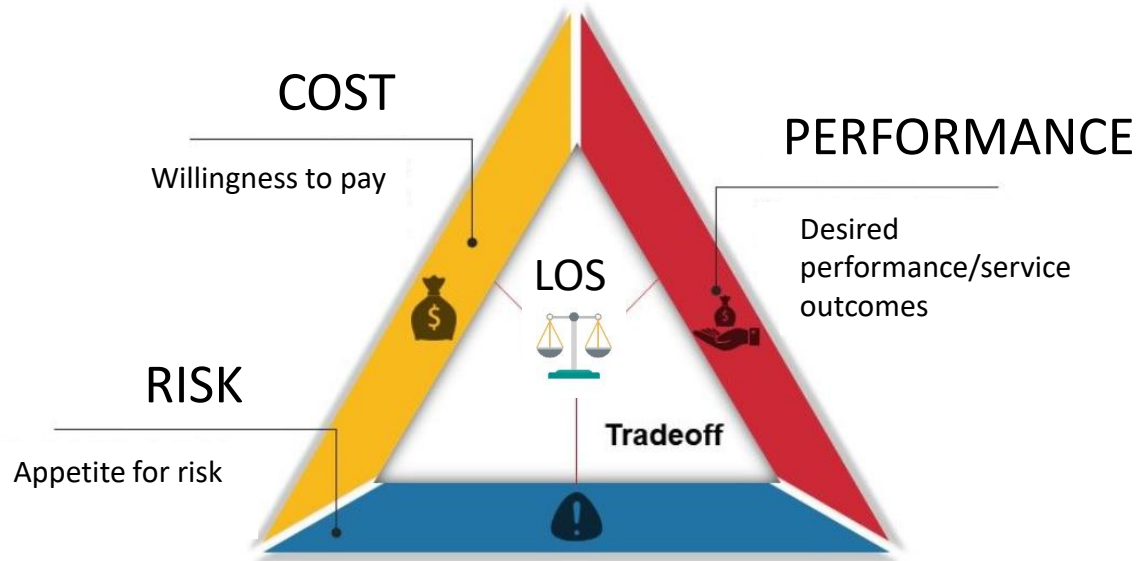 COST
Willingness to pay
PERFORMANCE
Desired
performance/service
outcomes
LOS
$
$
RISK
Appetite for risk
Tradeoff
!